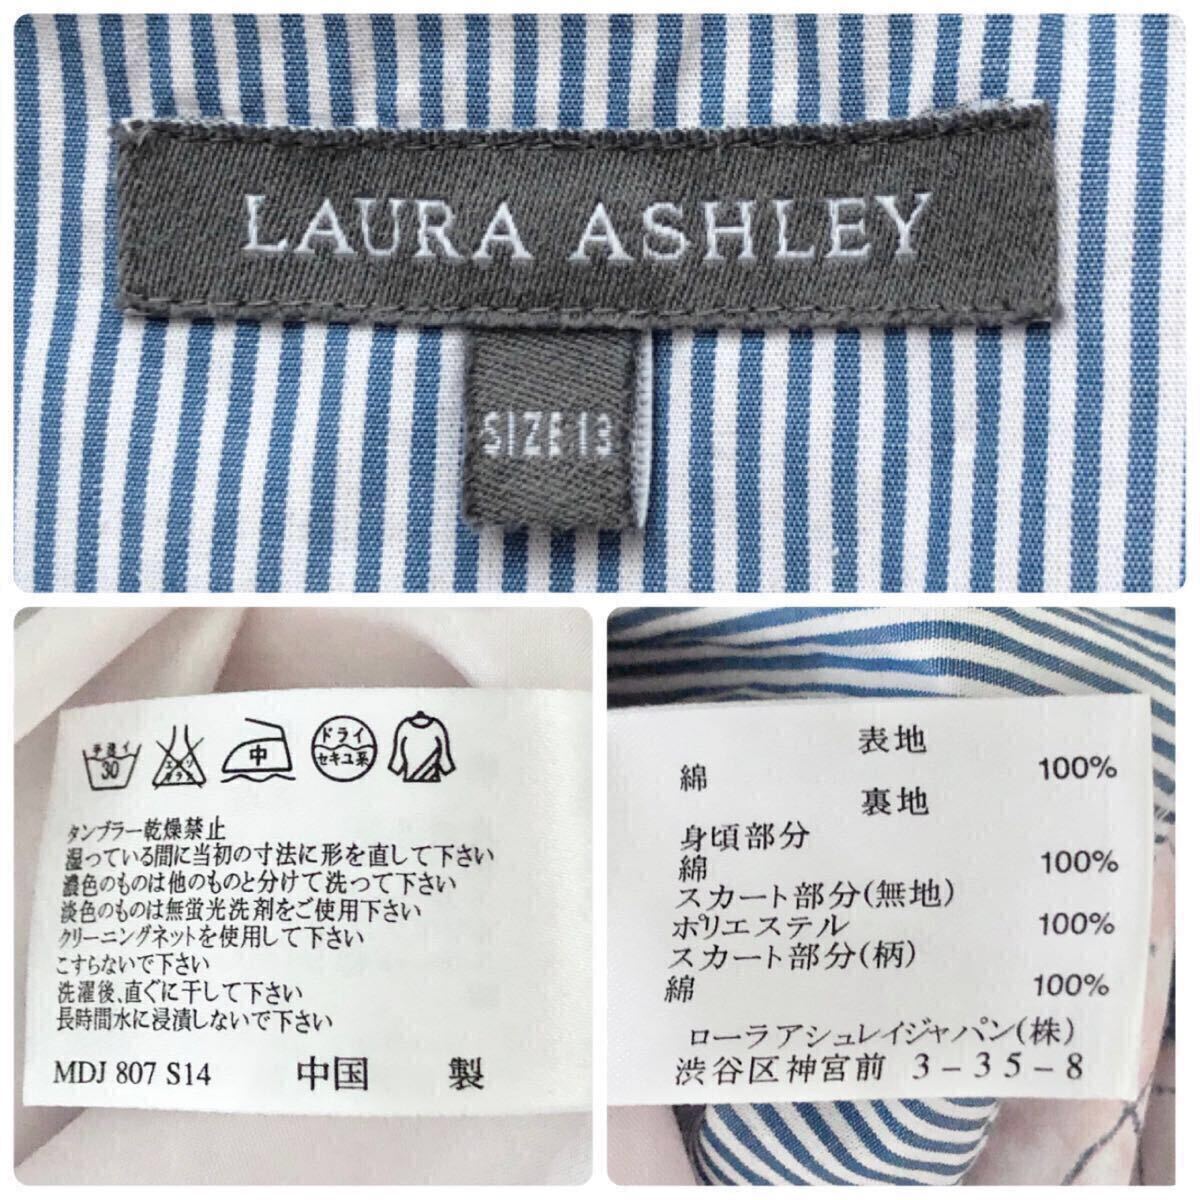 LAURA ASHLEY
SIZE 13
手洗イ
30
エンソ
サラシ
中
ドライ
セキユ系
タンブラー乾燥禁止
湿っている間に当初の寸法に形を直して下さい
濃色のものは他のものと分けて洗って下さい
淡色のものは無蛍光洗剤をご使用下さい
クリーニングネットを使用して下さい
こすらないで下さい
洗濯後、直ぐに干して下さい
長時間水に浸漬しないで下さい
MDJ 807 S14 中国 製
表地
綿 100%
裏地
身頃部分
綿 100%
スカート部分(無地)
ポリエステル 100%
スカート部分(柄)
綿 100%
ローラアシュレイジャパン(株)
渋谷区神宮前 3-35-8